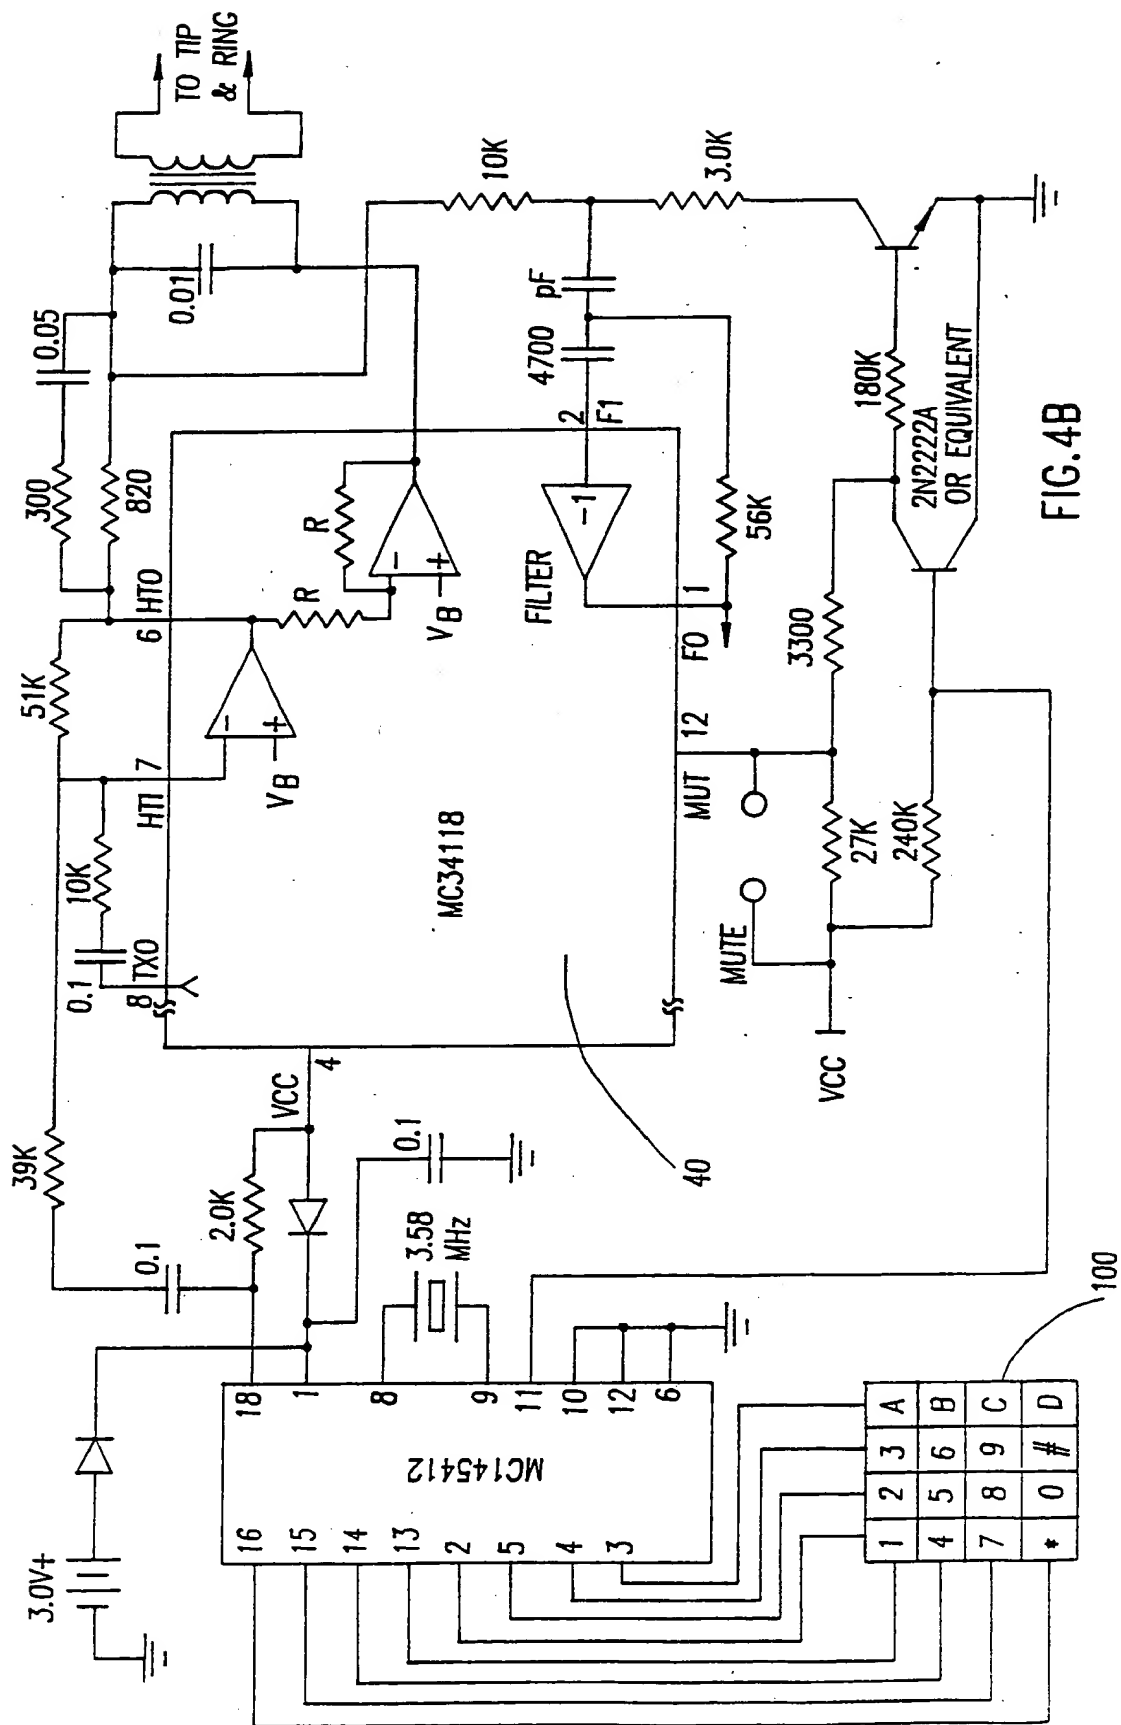 3.0V+
0.1
39K
2.0K
VCC
4
0.1
8
TX0
0.1
10K
HTI
7
51K
6
HTO
300
820
0.05
0.01
TO TIP
& RING
VB
-
+
R
R
VB
-
+
MC34118
FILTER
-1
2
F1
4700
pF
10K
3.0K
56K
1
FO
12
MUT
MUTE
3300
27K
240K
VCC
180K
2N2222A
OR EQUIVALENT
40
3.58
MHz
16
15
14
13
2
5
4
3
MC145412
18
1
8
9
11
10
12
6
1 2 3 A
4 5 6 B
7 8 9 C
* 0 # D
100
FIG.4B